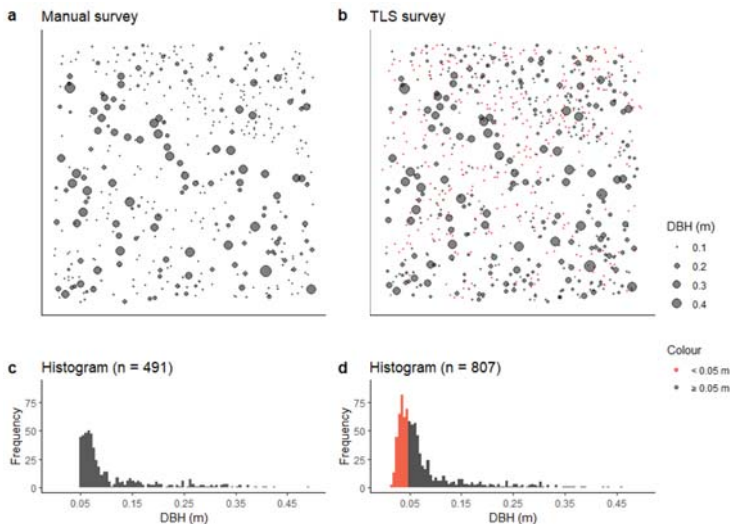 a Manual survey
b TLS survey
DBH (m)
0.1
0.2
0.3
0.4
c Histogram (n = 491)
d Histogram (n = 807)
Colour
< 0.05 m
≥ 0.05 m
Frequency
75
50
25
0
0.05 0.15 0.25 0.35 0.45
DBH (m)
Frequency
75
50
25
0
0.05 0.15 0.25 0.35 0.45
DBH (m)